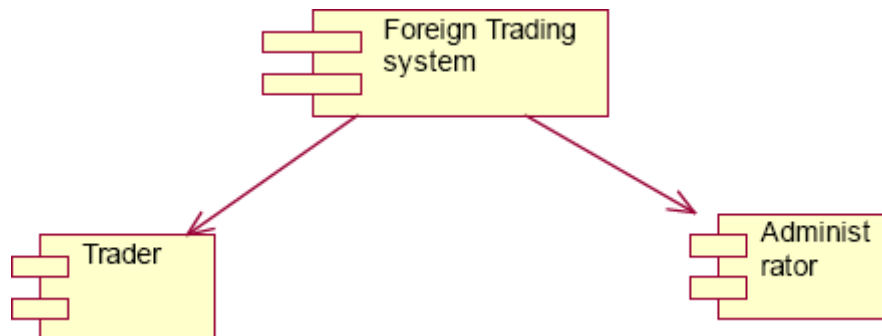 Foreign Trading
system
Trader
Administ
rator